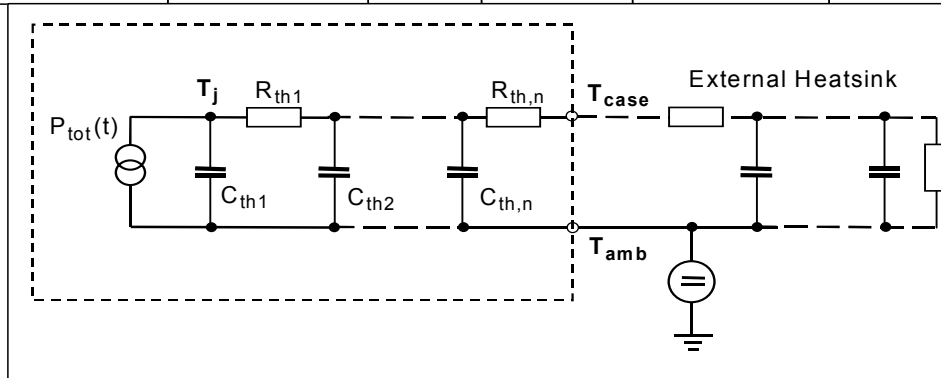 External Heatsink
T_j R_th1 R_th,n T_case
P_tot(t)
C_th1 C_th2 C_th,n
T_amb